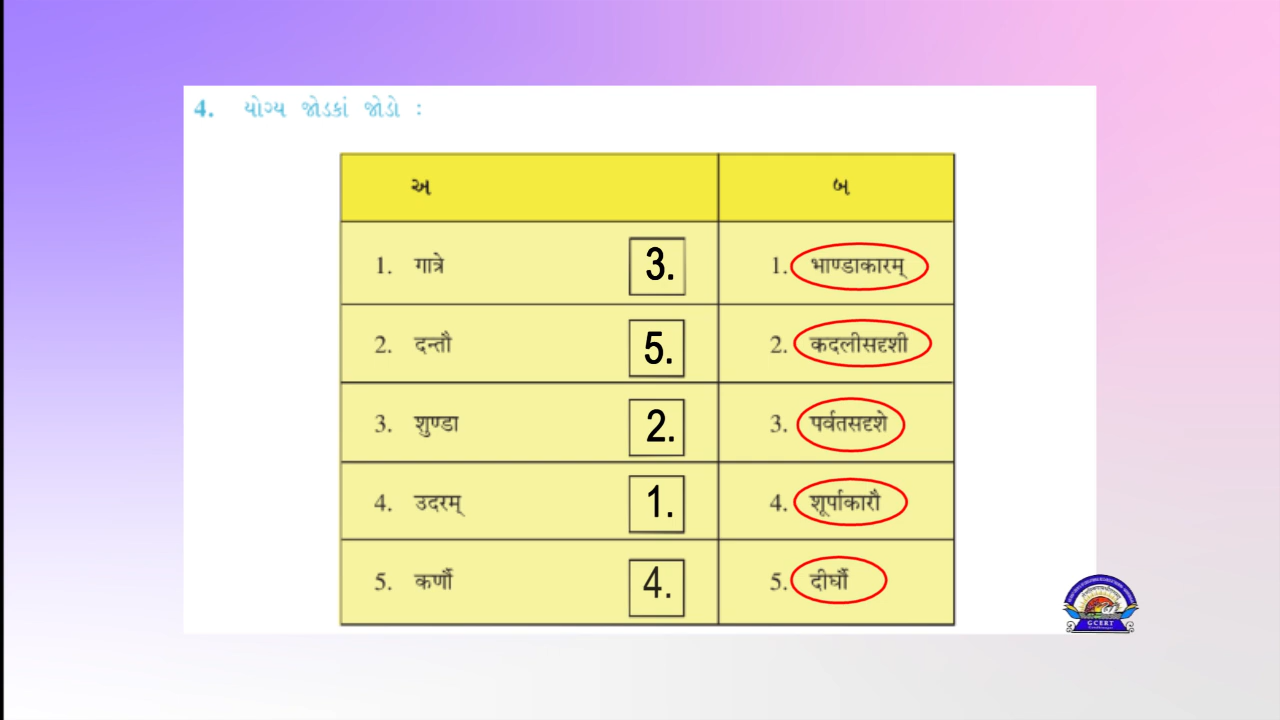 4. યોગ્ય જોડકાં જોડો :
અ બ
1. गात्रे 3. 1. भाण्डाकारम्
2. दन्तौ 5. 2. कदलीसदृशी
3. शुण्डा 2. 3. पर्वतसदृशे
4. उदरम् 1. 4. शूर्पाकारौ
5. कर्णौ 4. 5. दीर्घौ
GCERT